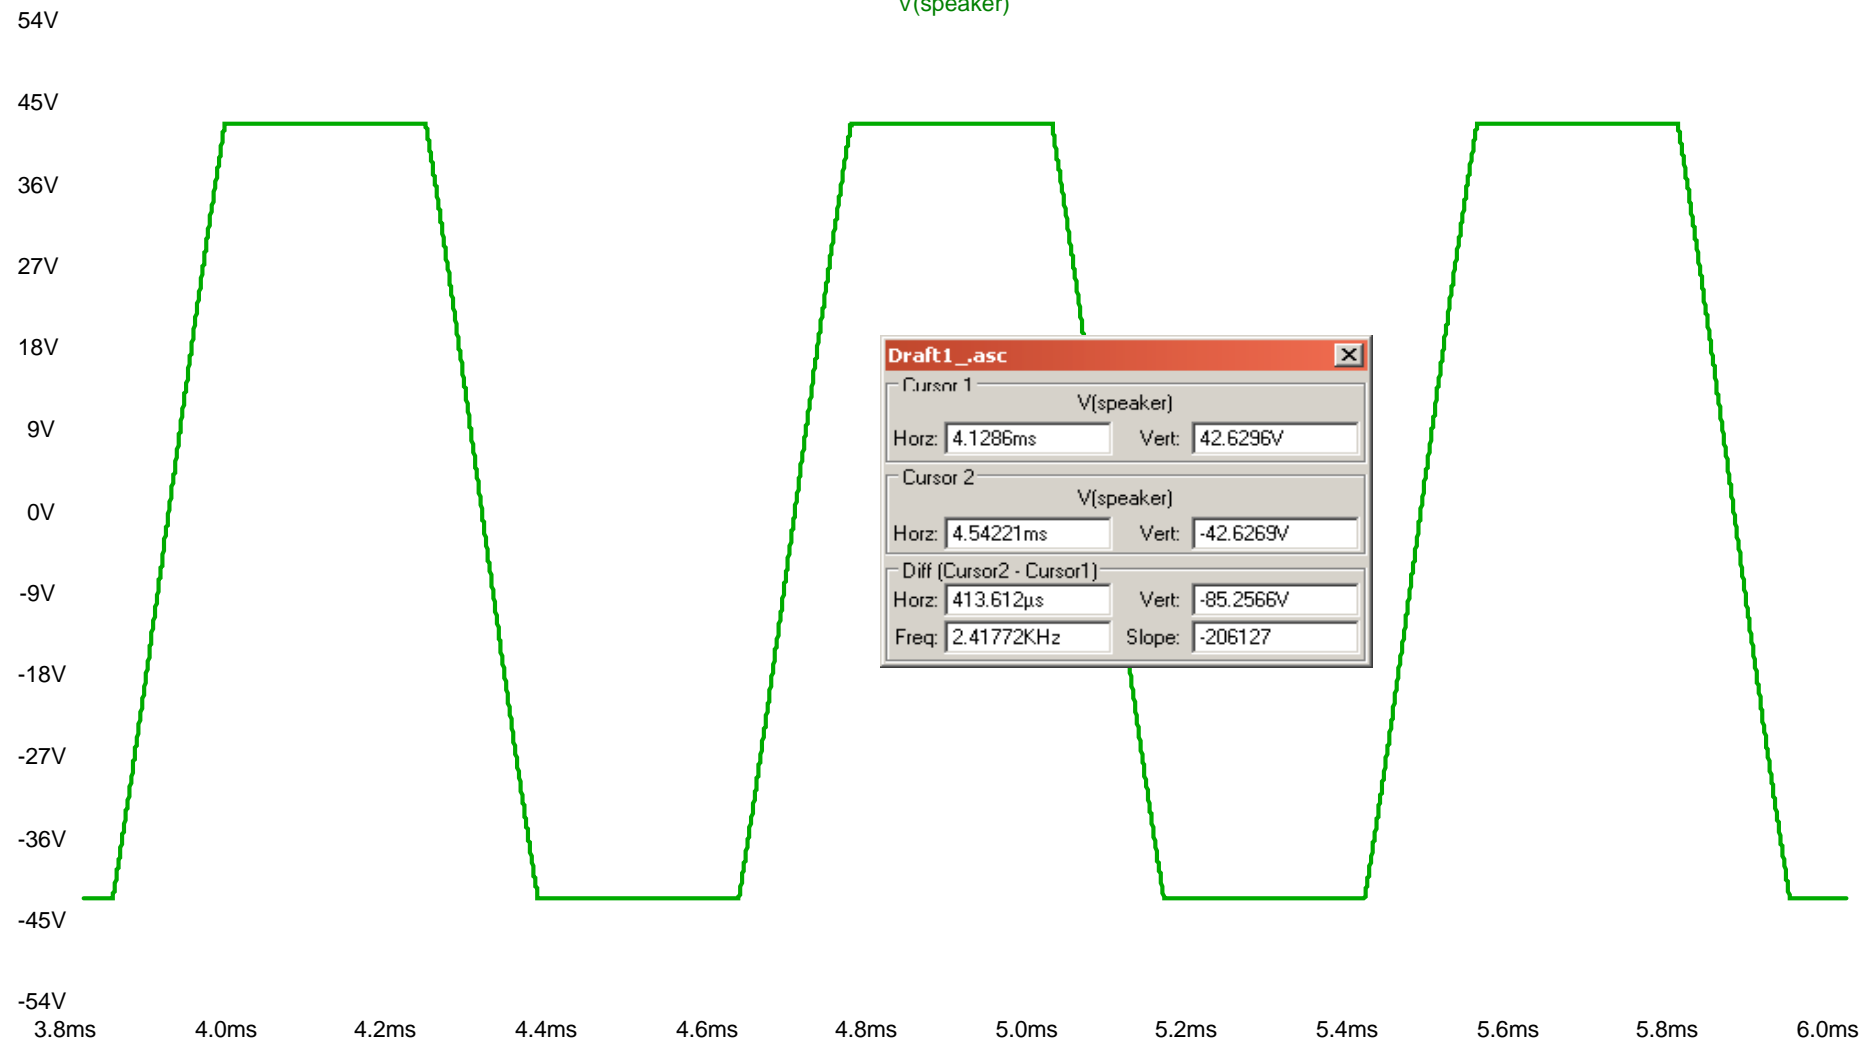 V(speaker)
54V
45V
36V
27V
18V
9V
0V
-9V
-18V
-27V
-36V
-45V
-54V
3.8ms 4.0ms 4.2ms 4.4ms 4.6ms 4.8ms 5.0ms 5.2ms 5.4ms 5.6ms 5.8ms 6.0ms
Draft1_.asc
Cursor 1
V(speaker)
Horz: 4.1286ms Vert: 42.6296V
Cursor 2
V(speaker)
Horz: 4.54221ms Vert: -42.6269V
Diff (Cursor2 - Cursor1)
Horz: 413.612µs Vert: -85.2566V
Freq: 2.41772KHz Slope: -206127